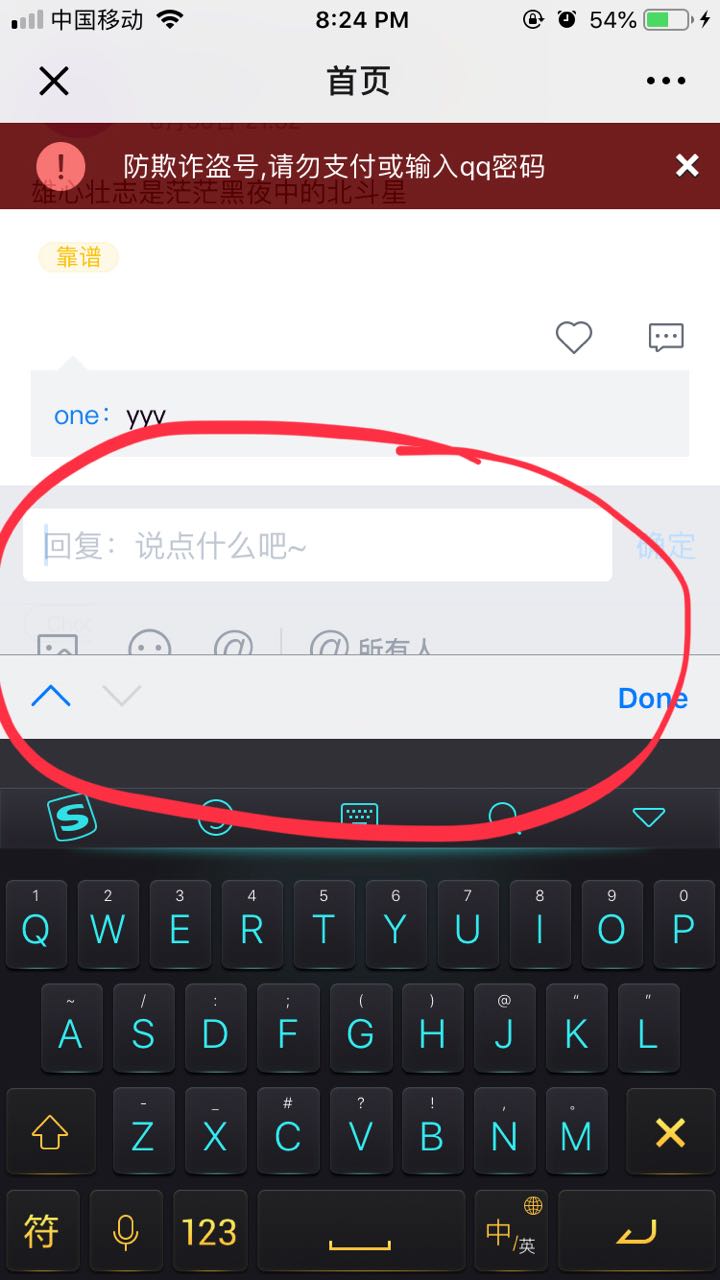 中国移动 8:24 PM 54%
首页
防欺诈盗号,请勿支付或输入qq密码
雄心壮志是茫茫黑夜中的北斗星
靠谱
one：yyy
回复：说点什么吧~ 确定
@ @所有人
Done
S
1 2 3 4 5 6 7 8 9 0
Q W E R T Y U I O P
~ / : ; ( ) @ “ ”
A S D F G H J K L
- _ # ? ! , 。
Z X C V B N M
符 123 中/英